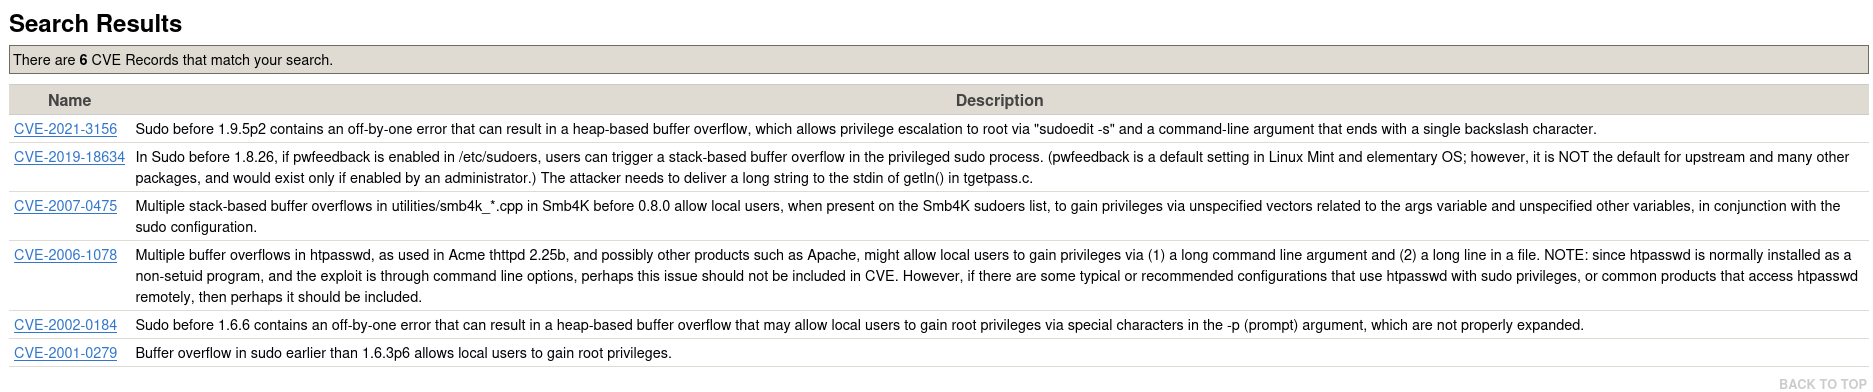 Search Results
There are 6 CVE Records that match your search.
Name Description
CVE-2021-3156 Sudo before 1.9.5p2 contains an off-by-one error that can result in a heap-based buffer overflow, which allows privilege escalation to root via "sudoedit -s" and a command-line argument that ends with a single backslash character.
CVE-2019-18634 In Sudo before 1.8.26, if pwfeedback is enabled in /etc/sudoers, users can trigger a stack-based buffer overflow in the privileged sudo process. (pwfeedback is a default setting in Linux Mint and elementary OS; however, it is NOT the default for upstream and many other
packages, and would exist only if enabled by an administrator.) The attacker needs to deliver a long string to the stdin of getln() in tgetpass.c.
CVE-2007-0475 Multiple stack-based buffer overflows in utilities/smb4k_*.cpp in Smb4K before 0.8.0 allow local users, when present on the Smb4K sudoers list, to gain privileges via unspecified vectors related to the args variable and unspecified other variables, in conjunction with the
sudo configuration.
CVE-2006-1078 Multiple buffer overflows in htpasswd, as used in Acme thttpd 2.25b, and possibly other products such as Apache, might allow local users to gain privileges via (1) a long command line argument and (2) a long line in a file. NOTE: since htpasswd is normally installed as a
non-setuid program, and the exploit is through command line options, perhaps this issue should not be included in CVE. However, if there are some typical or recommended configurations that use htpasswd with sudo privileges, or common products that access htpasswd
remotely, then perhaps it should be included.
CVE-2002-0184 Sudo before 1.6.6 contains an off-by-one error that can result in a heap-based buffer overflow that may allow local users to gain root privileges via special characters in the -p (prompt) argument, which are not properly expanded.
CVE-2001-0279 Buffer overflow in sudo earlier than 1.6.3p6 allows local users to gain root privileges.
BACK TO TOP